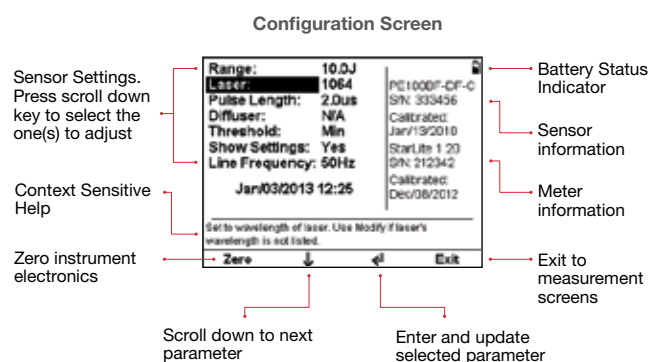 Configuration Screen
Sensor Settings.
Press scroll down
key to select the
one(s) to adjust
Context Sensitive
Help
Zero instrument
electronics
Range: 10.0J
Laser: 1064
Pulse Length: 2.0us
Diffuser: N/A
Threshold: Min
Show Settings: Yes
Line Frequency: 50Hz
Jan/03/2013 12:25
PE100BF-DF-C
S/N: 333456
Calibrated:
Jan/13/2010
StarLite 1.20
S/N: 212342
Calibrated:
Dec/08/2012
Set to wavelength of laser. Use Modify if laser's
wavelength is not listed.
Zero ↓ ↲ Exit
Battery Status
Indicator
Sensor
information
Meter
information
Exit to
measurement
screens
Scroll down to next
parameter
Enter and update
selected parameter